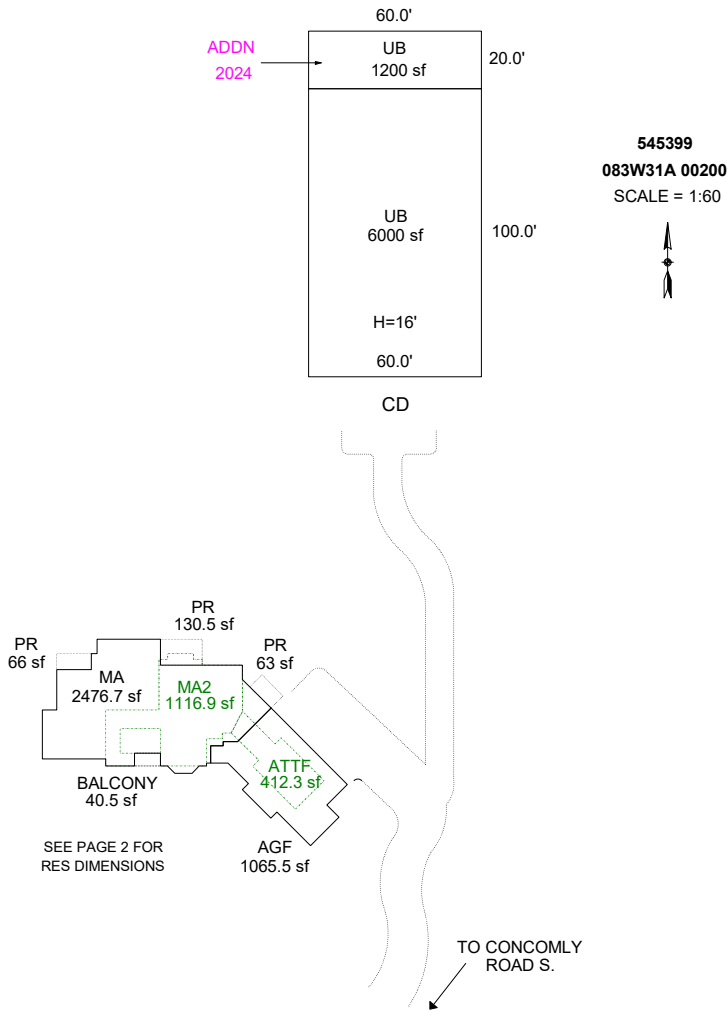 60.0'
ADDN
2024
UB
1200 sf
20.0'
545399
083W31A 00200
SCALE = 1:60
UB
6000 sf
100.0'
H=16'
60.0'
CD
PR
130.5 sf
PR
66 sf
PR
63 sf
MA
2476.7 sf
MA2
1116.9 sf
ATTF
412.3 sf
BALCONY
40.5 sf
SEE PAGE 2 FOR
RES DIMENSIONS
AGF
1065.5 sf
TO CONCOMLY
ROAD S.